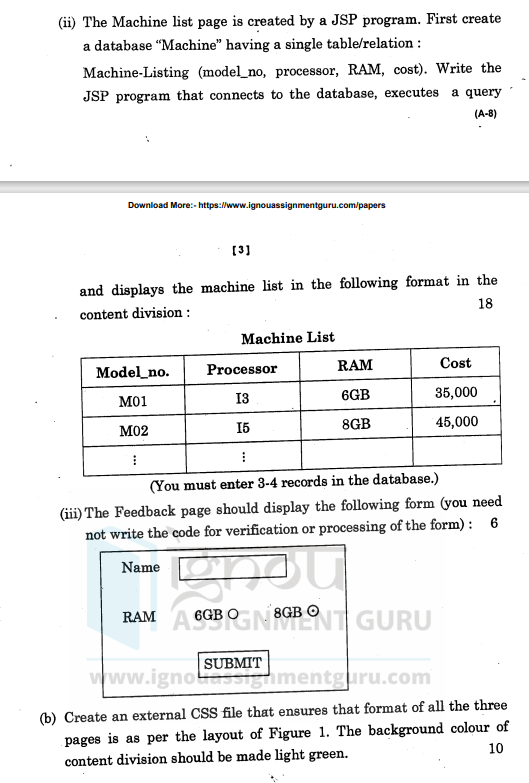 (ii) The Machine list page is created by a JSP program. First create
a database “Machine” having a single table/relation :
Machine-Listing (model_no, processor, RAM, cost). Write the
JSP program that connects to the database, executes a query
(A-8)
Download More:- https://www.ignouassignmentguru.com/papers
[3]
and displays the machine list in the following format in the
content division : 18
Machine List
Model_no. Processor RAM Cost
M01 I3 6GB 35,000
M02 I5 8GB 45,000
⋮ ⋮
(You must enter 3-4 records in the database.)
(iii) The Feedback page should display the following form (you need
not write the code for verification or processing of the form) : 6
Name
ignou
RAM 6GB 8GB
ASSIGNMENT GURU
SUBMIT
www.ignouassignmentguru.com
(b) Create an external CSS file that ensures that format of all the three
pages is as per the layout of Figure 1. The background colour of
content division should be made light green. 10